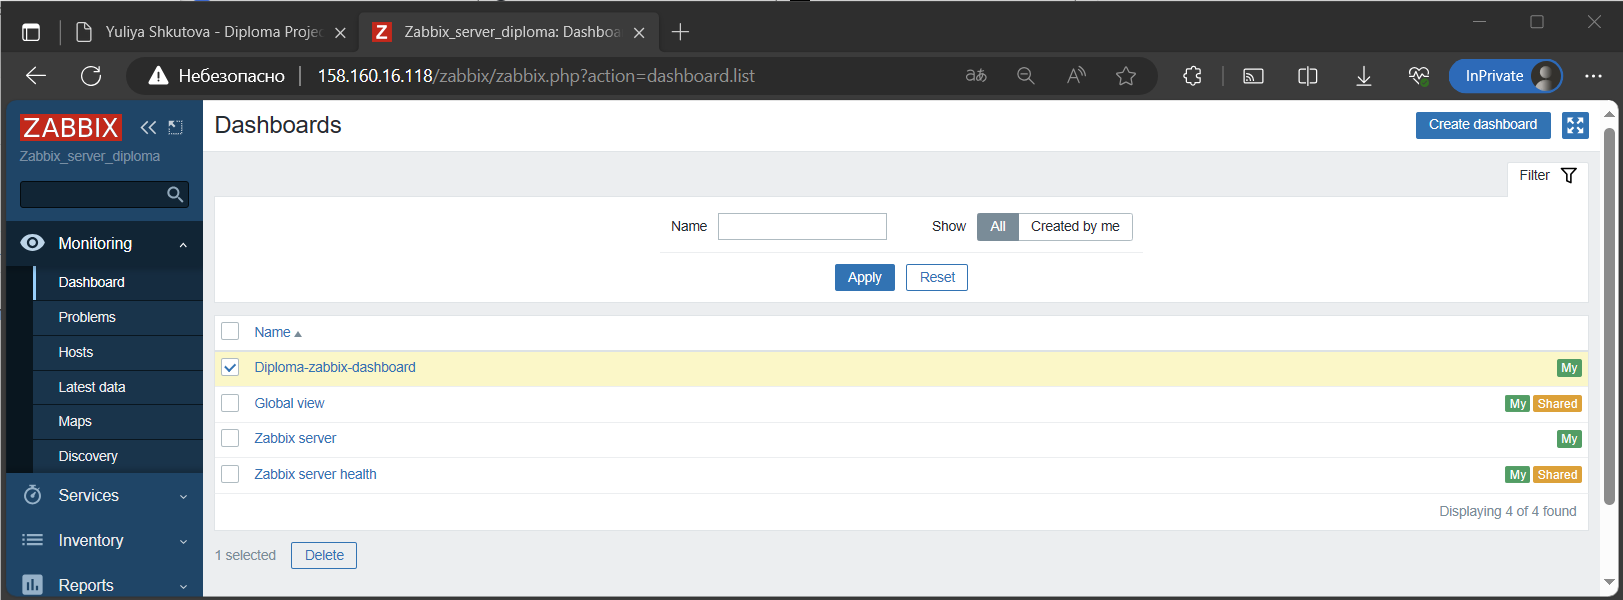 Yuliya Shkutova - Diploma Projec
Zabbix_server_diploma: Dashboa
Небезопасно
158.160.16.118/zabbix/zabbix.php?action=dashboard.list
InPrivate
ZABBIX
Zabbix_server_diploma
Monitoring
Dashboard
Problems
Hosts
Latest data
Maps
Discovery
Services
Inventory
Reports
Dashboards
Create dashboard
Filter
Name
Show All Created by me
Apply Reset
Name
Diploma-zabbix-dashboard My
Global view My Shared
Zabbix server My
Zabbix server health My Shared
Displaying 4 of 4 found
1 selected Delete